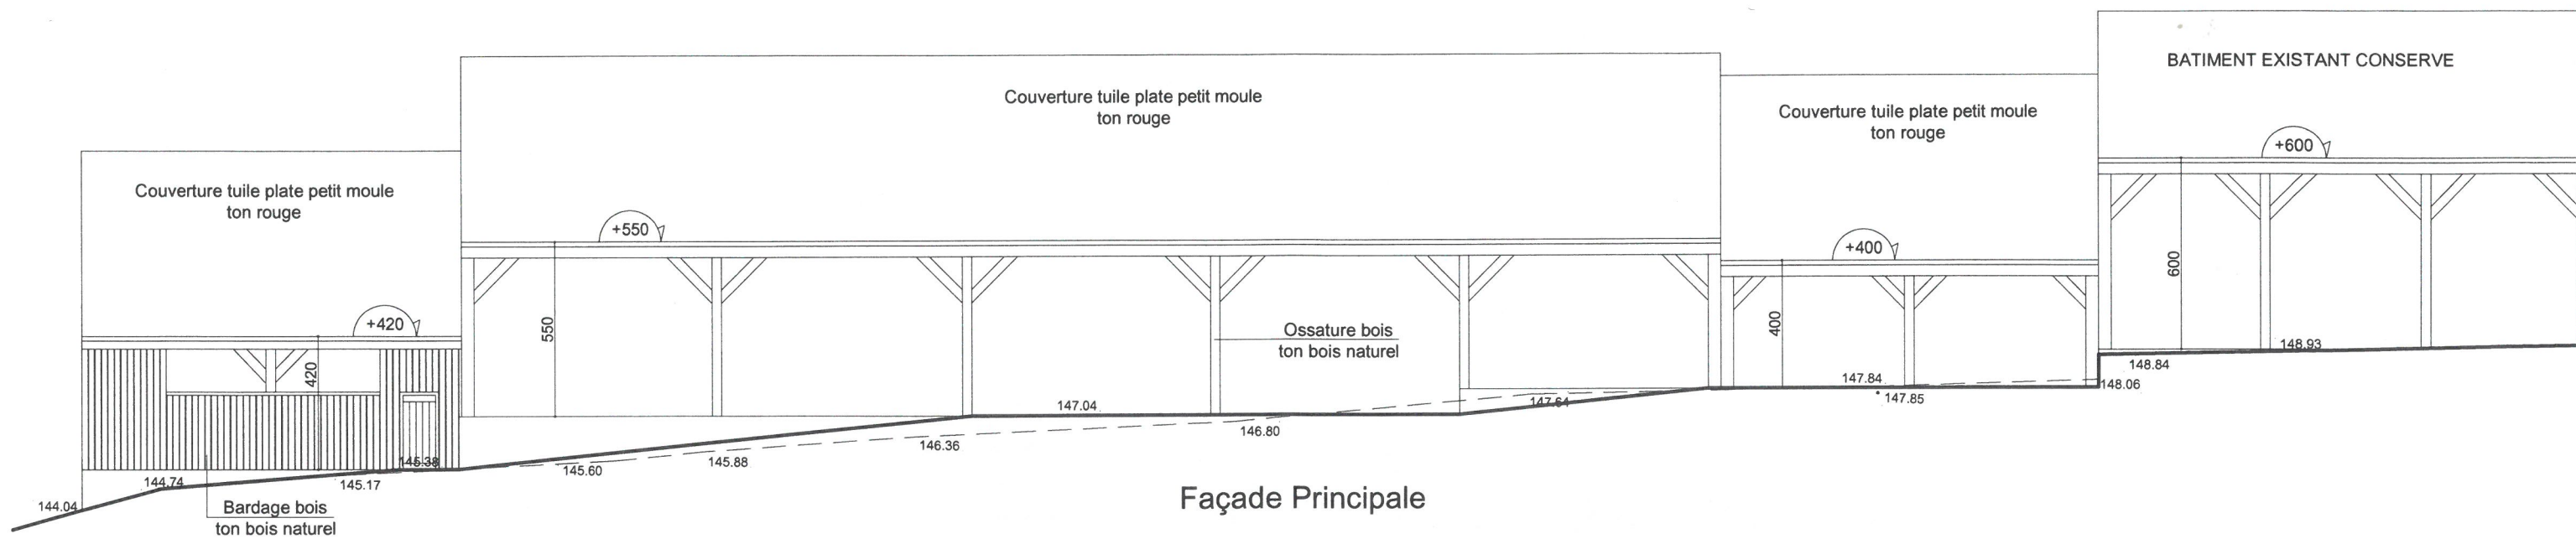 BATIMENT EXISTANT CONSERVE
Couverture tuile plate petit moule
ton rouge
Couverture tuile plate petit moule
ton rouge
Couverture tuile plate petit moule
ton rouge
+420
+550
+400
+600
420
550
400
600
Ossature bois
ton bois naturel
144.04
144.74
145.17
145.38
145.60
145.88
146.36
147.04
146.80
147.64
147.84
147.85
148.06
148.84
148.93
Bardage bois
ton bois naturel
Façade Principale